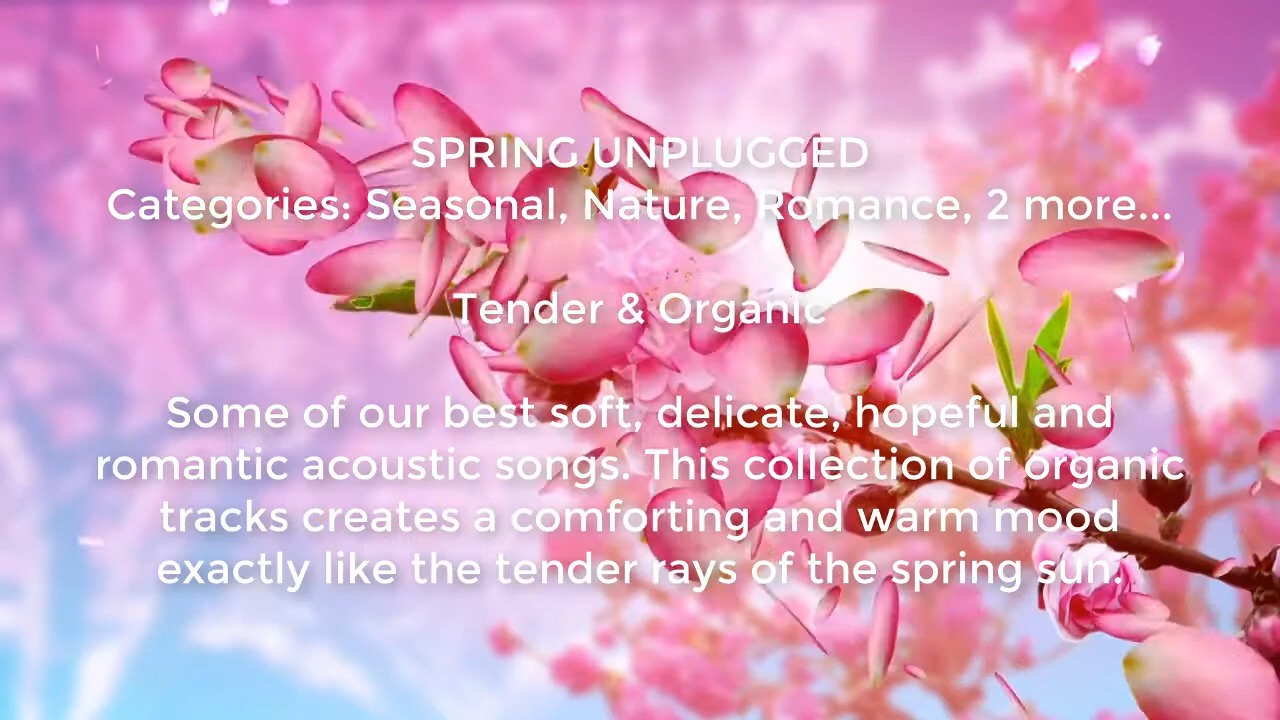 SPRING UNPLUGGED
Categories: Seasonal, Nature, Romance, 2 more...
Tender & Organic
Some of our best soft, delicate, hopeful and
romantic acoustic songs. This collection of organic
tracks creates a comforting and warm mood
exactly like the tender rays of the spring sun.